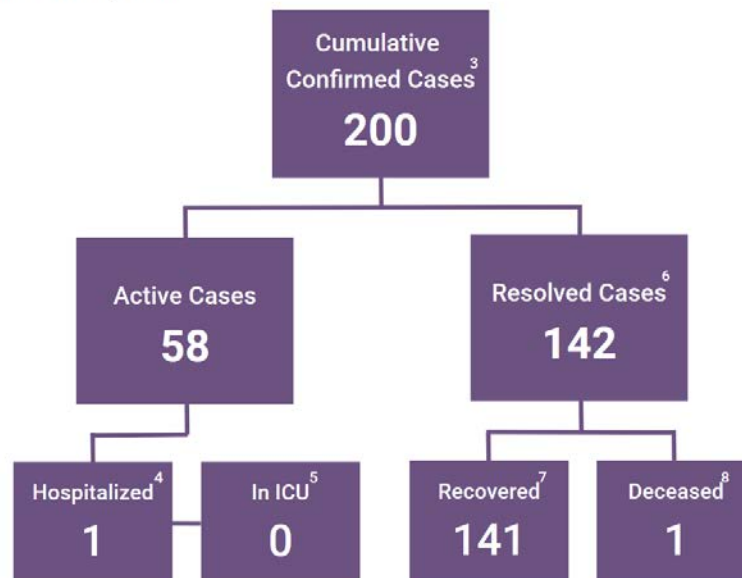 Cumulative
Confirmed Cases3
200
Active Cases
58
Resolved Cases6
142
Hospitalized4
1
In ICU5
0
Recovered7
141
Deceased8
1